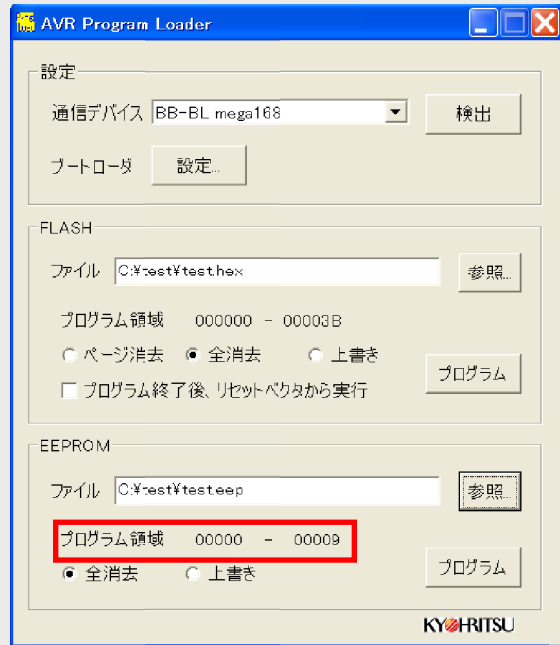 AVR Program Loader
設定
通信デバイス BB-BL mega168 検出
ブートローダ 設定...
FLASH
ファイル C:¥test¥test.hex 参照...
プログラム領域 000000 - 00003B
ページ消去 全消去 上書き
プログラム
プログラム終了後、リセットベクタから実行
EEPROM
ファイル C:¥test¥test.eep 参照...
プログラム領域 00000 - 00009
全消去 上書き
プログラム
KYOHRITSU